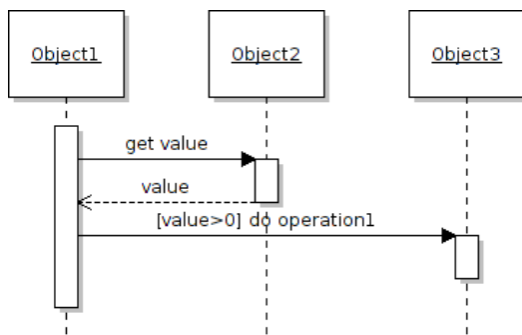 Object1
Object2
Object3
get value
value
[value>0] do operation1